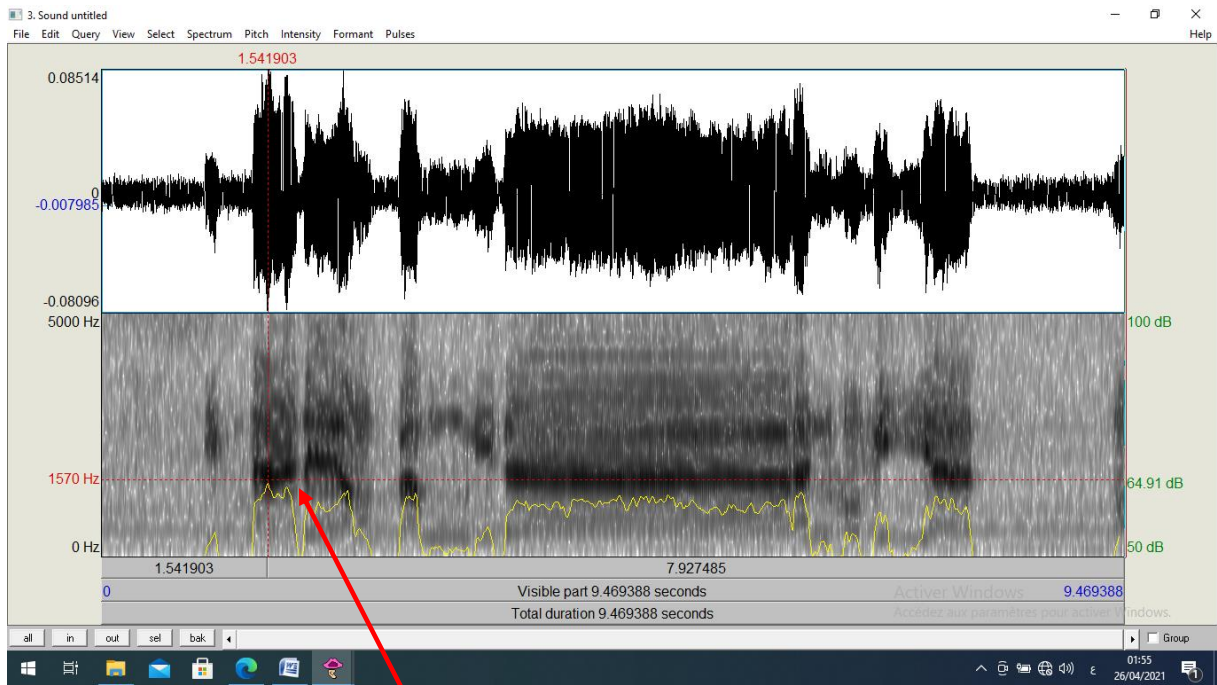 3. Sound untitled
File Edit Query View Select Spectrum Pitch Intensity Formant Pulses Help
1.541903
0.08514
0
-0.007985
-0.08096
5000 Hz 100 dB
1570 Hz 64.91 dB
0 Hz 50 dB
1.541903 7.927485
0 Visible part 9.469388 seconds 9.469388
Activer Windows
Total duration 9.469388 seconds
Accédez aux paramètres pour activer Windows.
all in out sel bak Group
ع 01:55
26/04/2021